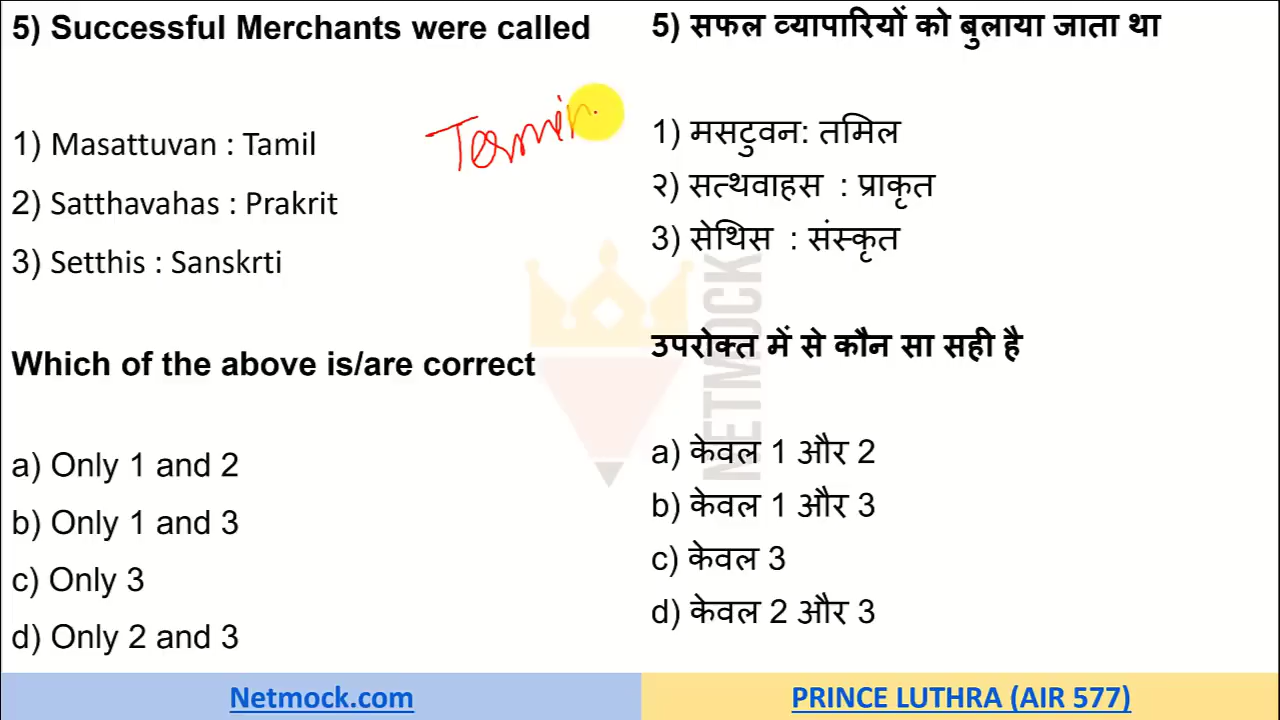 5) Successful Merchants were called
1) Masattuvan : Tamil
2) Satthavahas : Prakrit
3) Setthis : Sanskrti
Which of the above is/are correct
a) Only 1 and 2
b) Only 1 and 3
c) Only 3
d) Only 2 and 3
5) सफल व्यापारियों को बुलाया जाता था
1) मसटुवन: तमिल
२) सत्थवाहस : प्राकृत
3) सेथिस : संस्कृत
उपरोक्त में से कौन सा सही है
a) केवल 1 और 2
b) केवल 1 और 3
c) केवल 3
d) केवल 2 और 3
NETMOCK
Netmock.com
PRINCE LUTHRA (AIR 577)